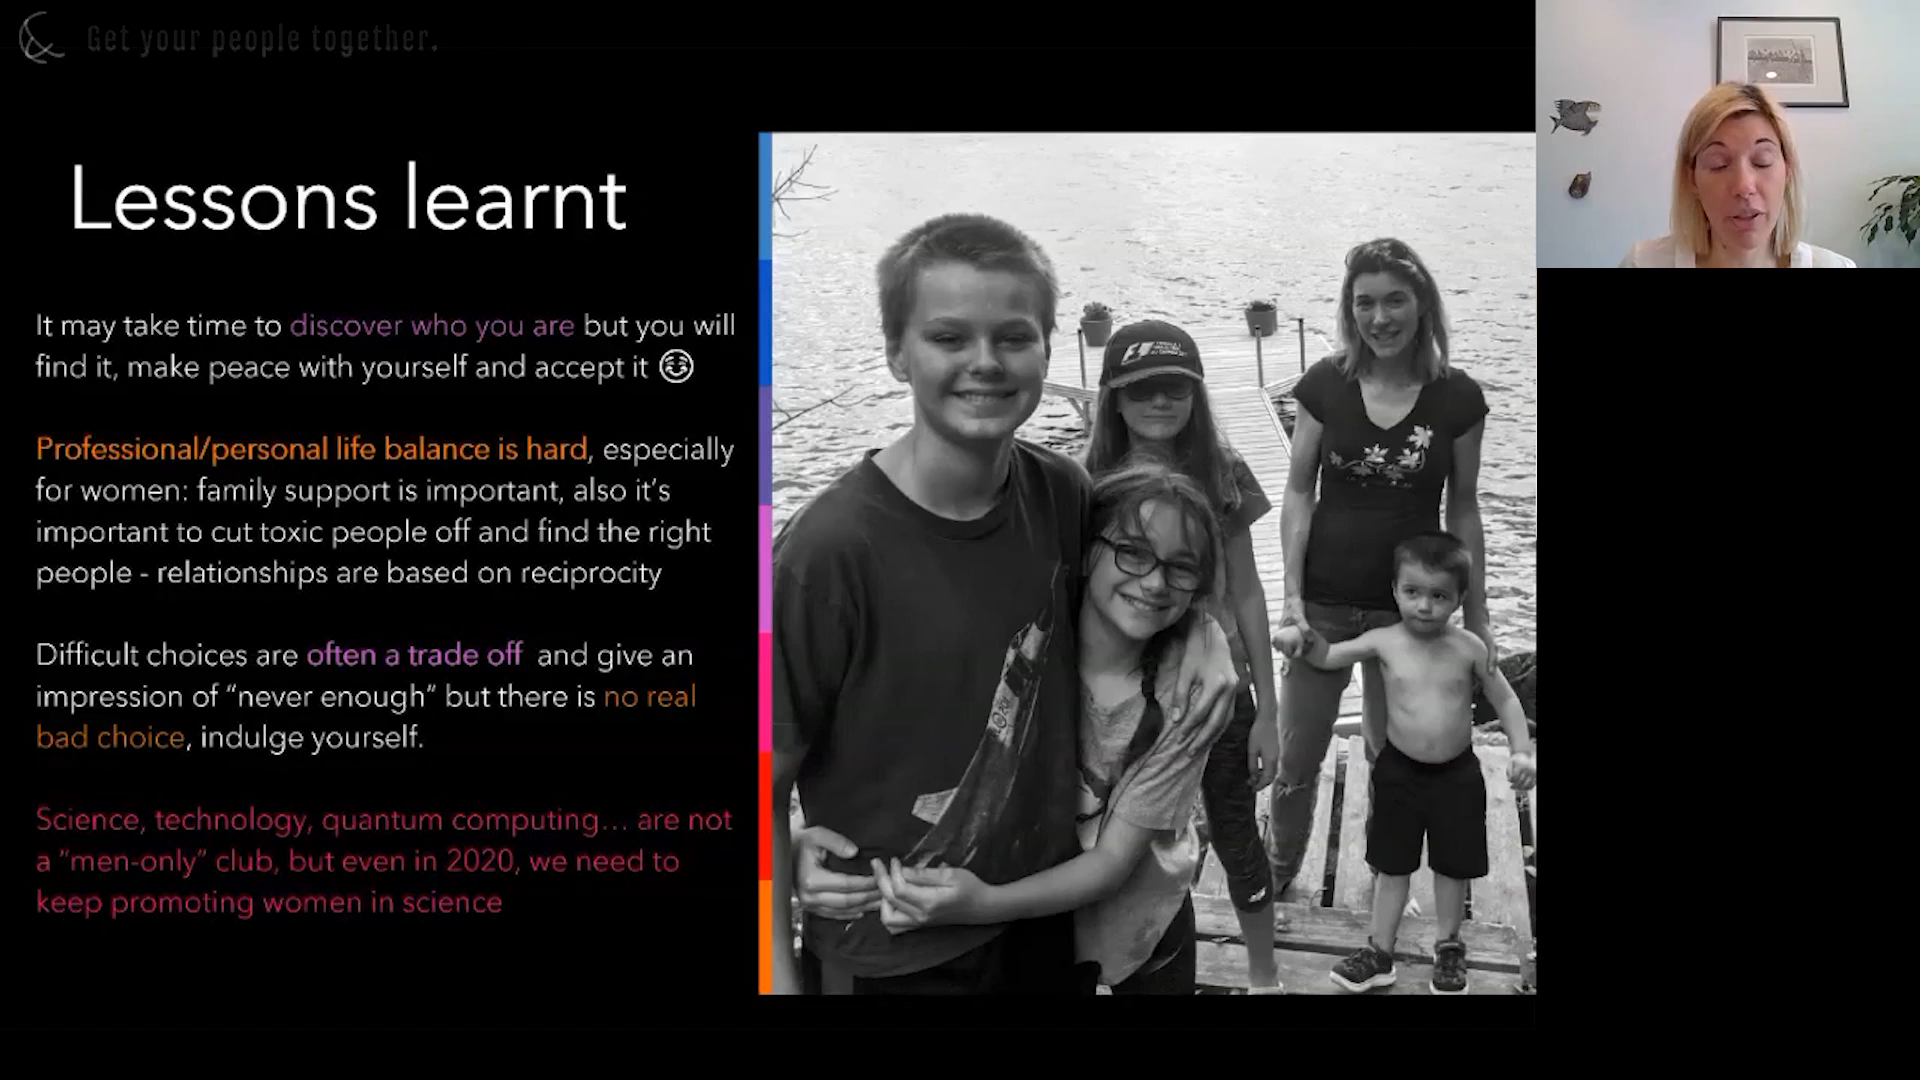 Get your people together.
Lessons learnt
It may take time to discover who you are but you will
find it, make peace with yourself and accept it 😏
Professional/personal life balance is hard, especially
for women: family support is important, also it's
important to cut toxic people off and find the right
people - relationships are based on reciprocity
Difficult choices are often a trade off and give an
impression of "never enough" but there is no real
bad choice, indulge yourself.
Science, technology, quantum computing... are not
a "men-only" club, but even in 2020, we need to
keep promoting women in science